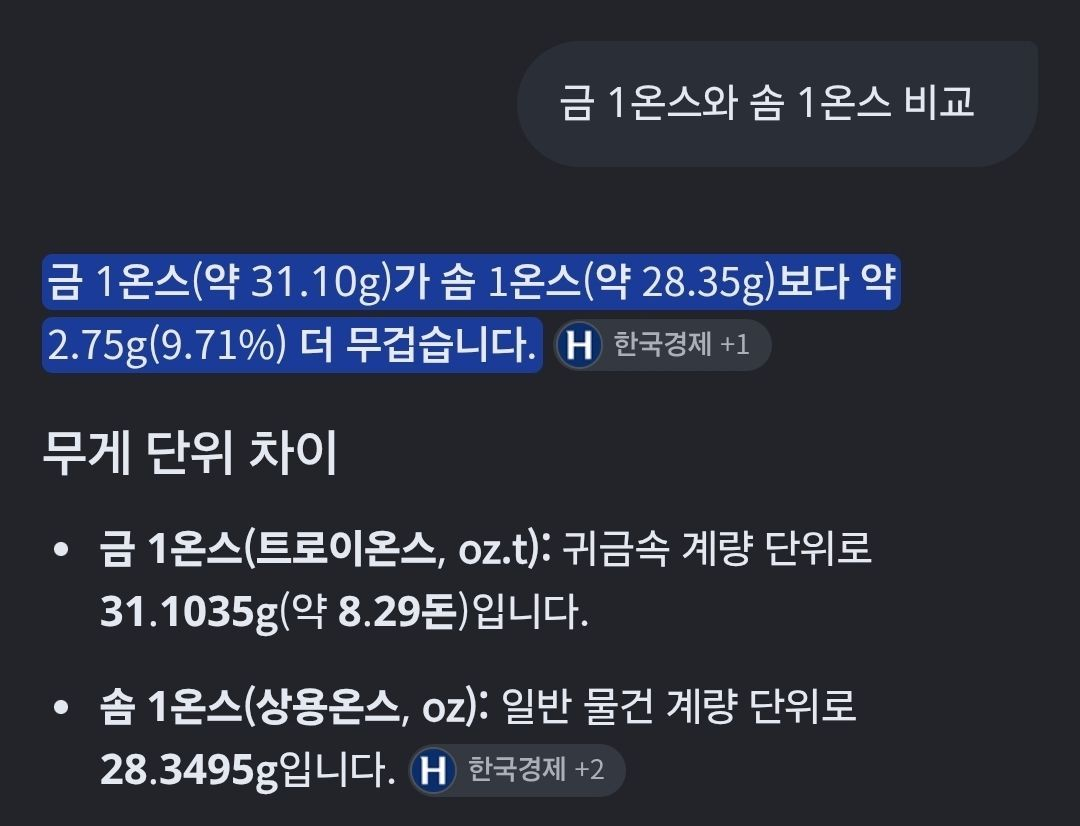 금 1온스와 솜 1온스 비교
금 1온스(약 31.10g)가 솜 1온스(약 28.35g)보다 약
2.75g(9.71%) 더 무겁습니다. H 한국경제 +1
무게 단위 차이
• 금 1온스(트로이온스, oz.t): 귀금속 계량 단위로
31.1035g(약 8.29돈)입니다.
• 솜 1온스(상용온스, oz): 일반 물건 계량 단위로
28.3495g입니다. H 한국경제 +2